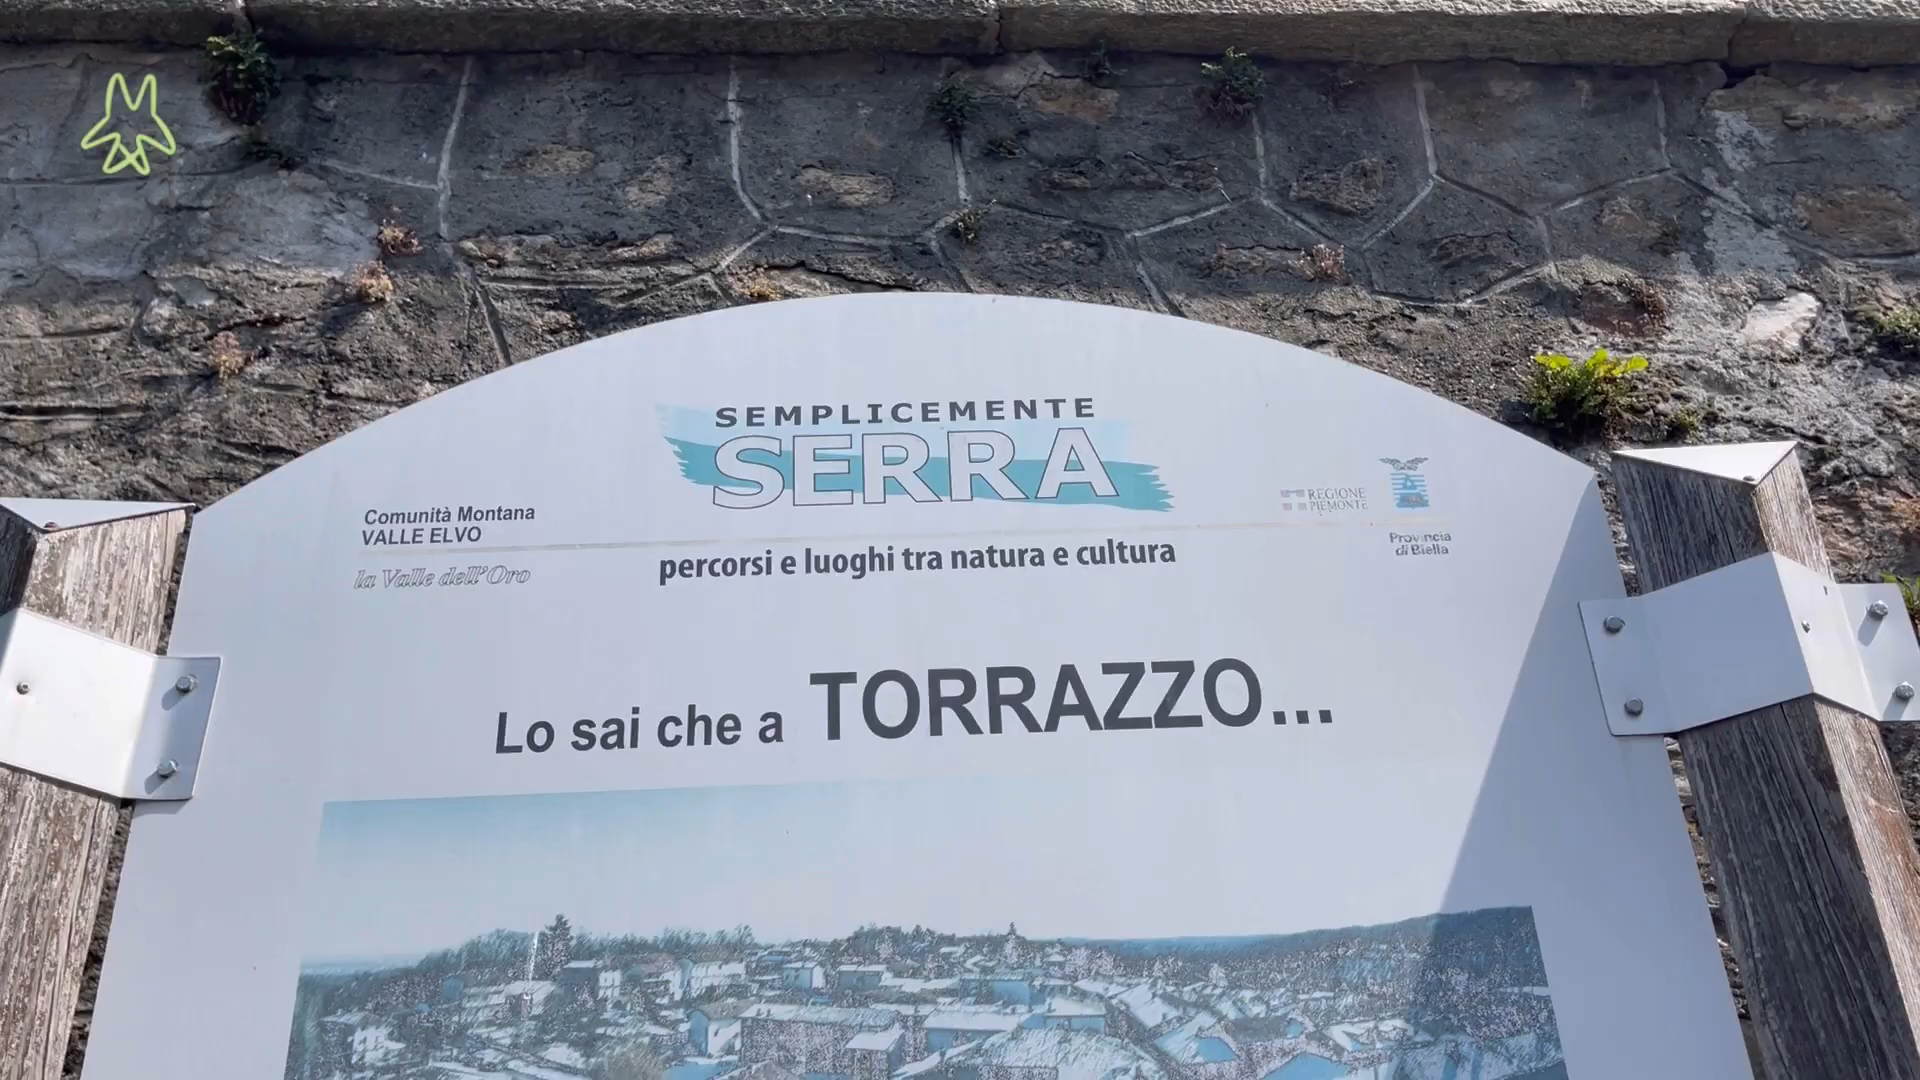 SEMPLICEMENTE
SERRA
Comunità Montana
VALLE ELVO
la Valle dell'Oro
percorsi e luoghi tra natura e cultura
REGIONE
PIEMONTE
Provincia
di Biella
Lo sai che a TORRAZZO...